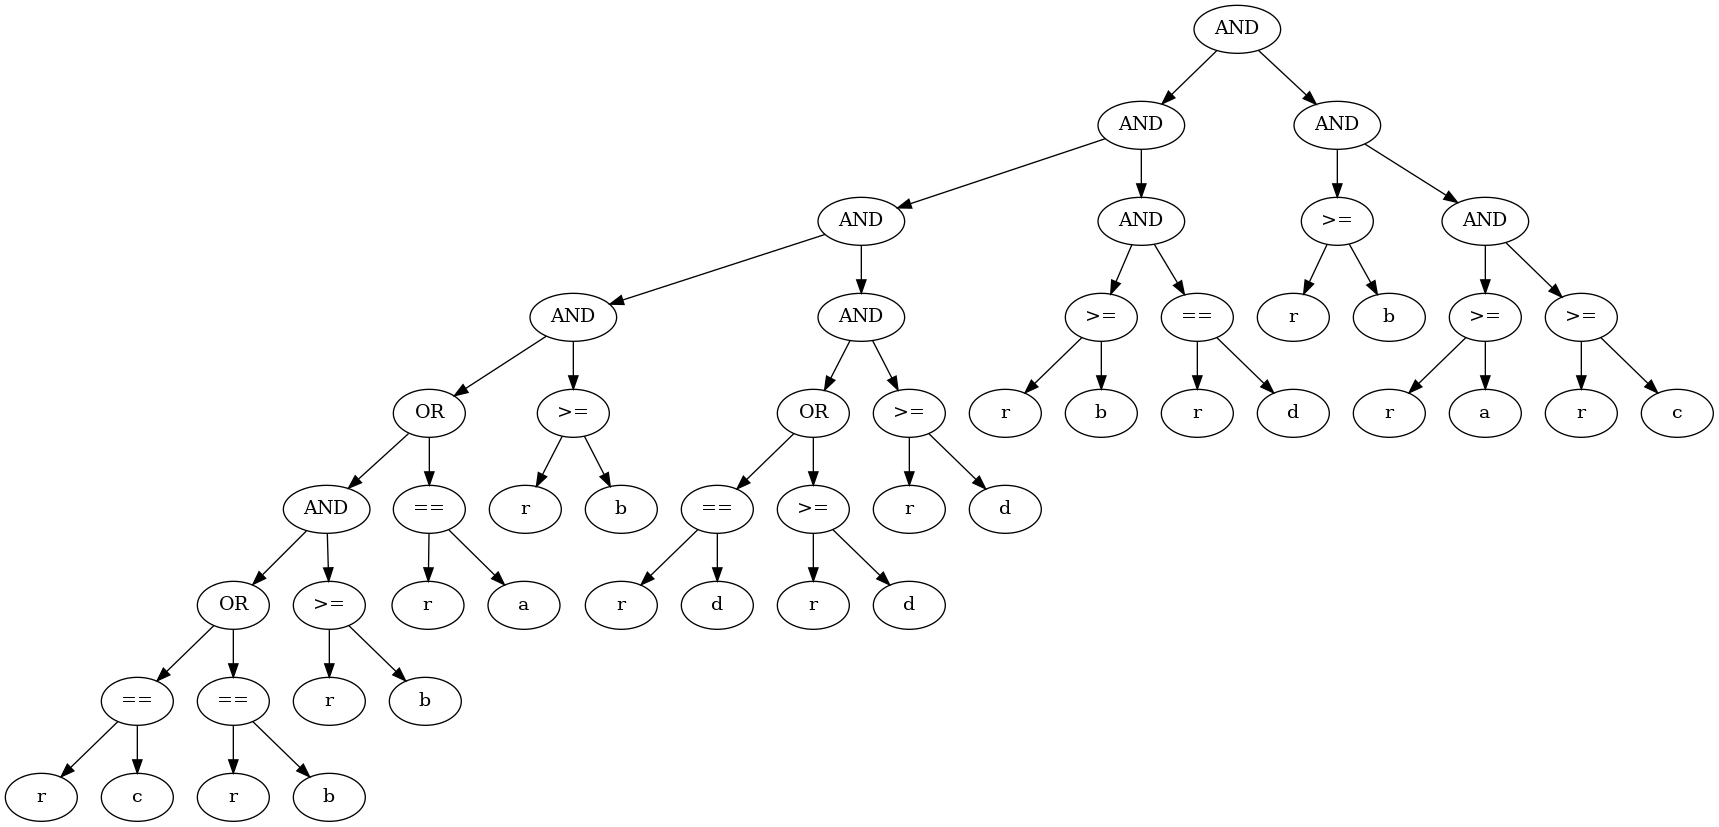 AND
AND AND
AND AND >= AND
AND AND >= == r b >= >=
OR >= OR >= r b r d r a r c
AND == r b == >= r d
OR >= r a r d r d
== == r b
r c r b